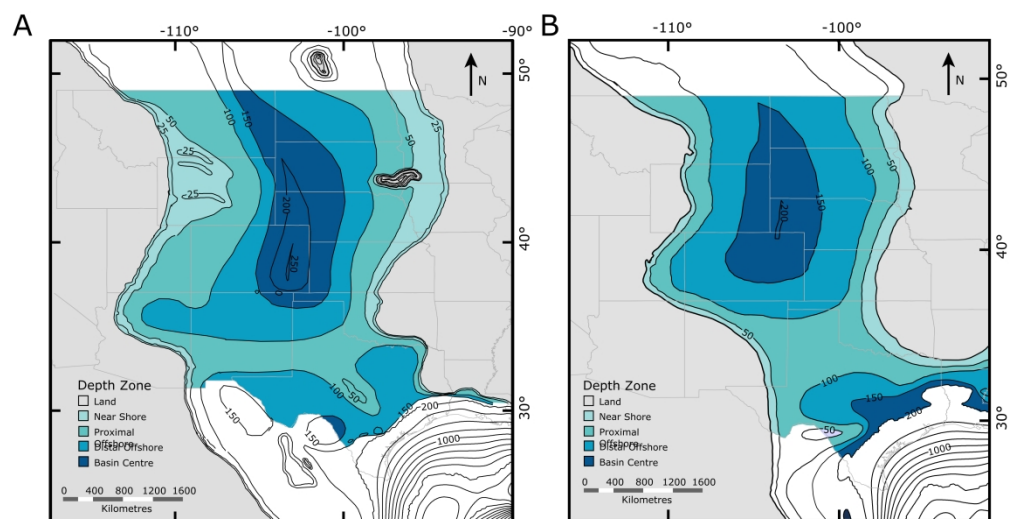 A
-110°
-100°
-90°
50°
40°
30°
N
25
50
100
150
50
25
25
25
200
250
100
50
150
150
150
200
1000
Depth Zone
Land
Near Shore
Proximal
Offshore
Distal Offshore
Basin Centre
0 400 800 1200 1600
Kilometres
B
-110°
-100°
50°
40°
30°
N
100
50
150
200
50
100
150
200
50
1000
Depth Zone
Land
Near Shore
Proximal
Offshore
Distal Offshore
Basin Centre
0 400 800 1200 1600
Kilometres